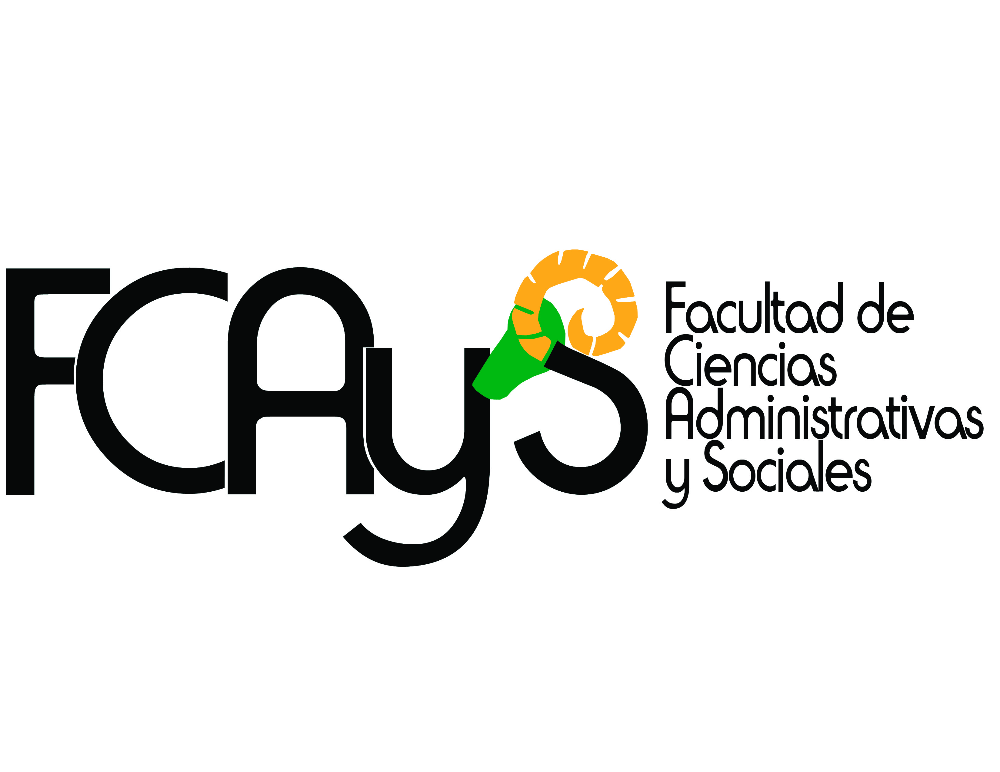 FCAyS
Facultad de
Ciencias
Administrativas
y Sociales